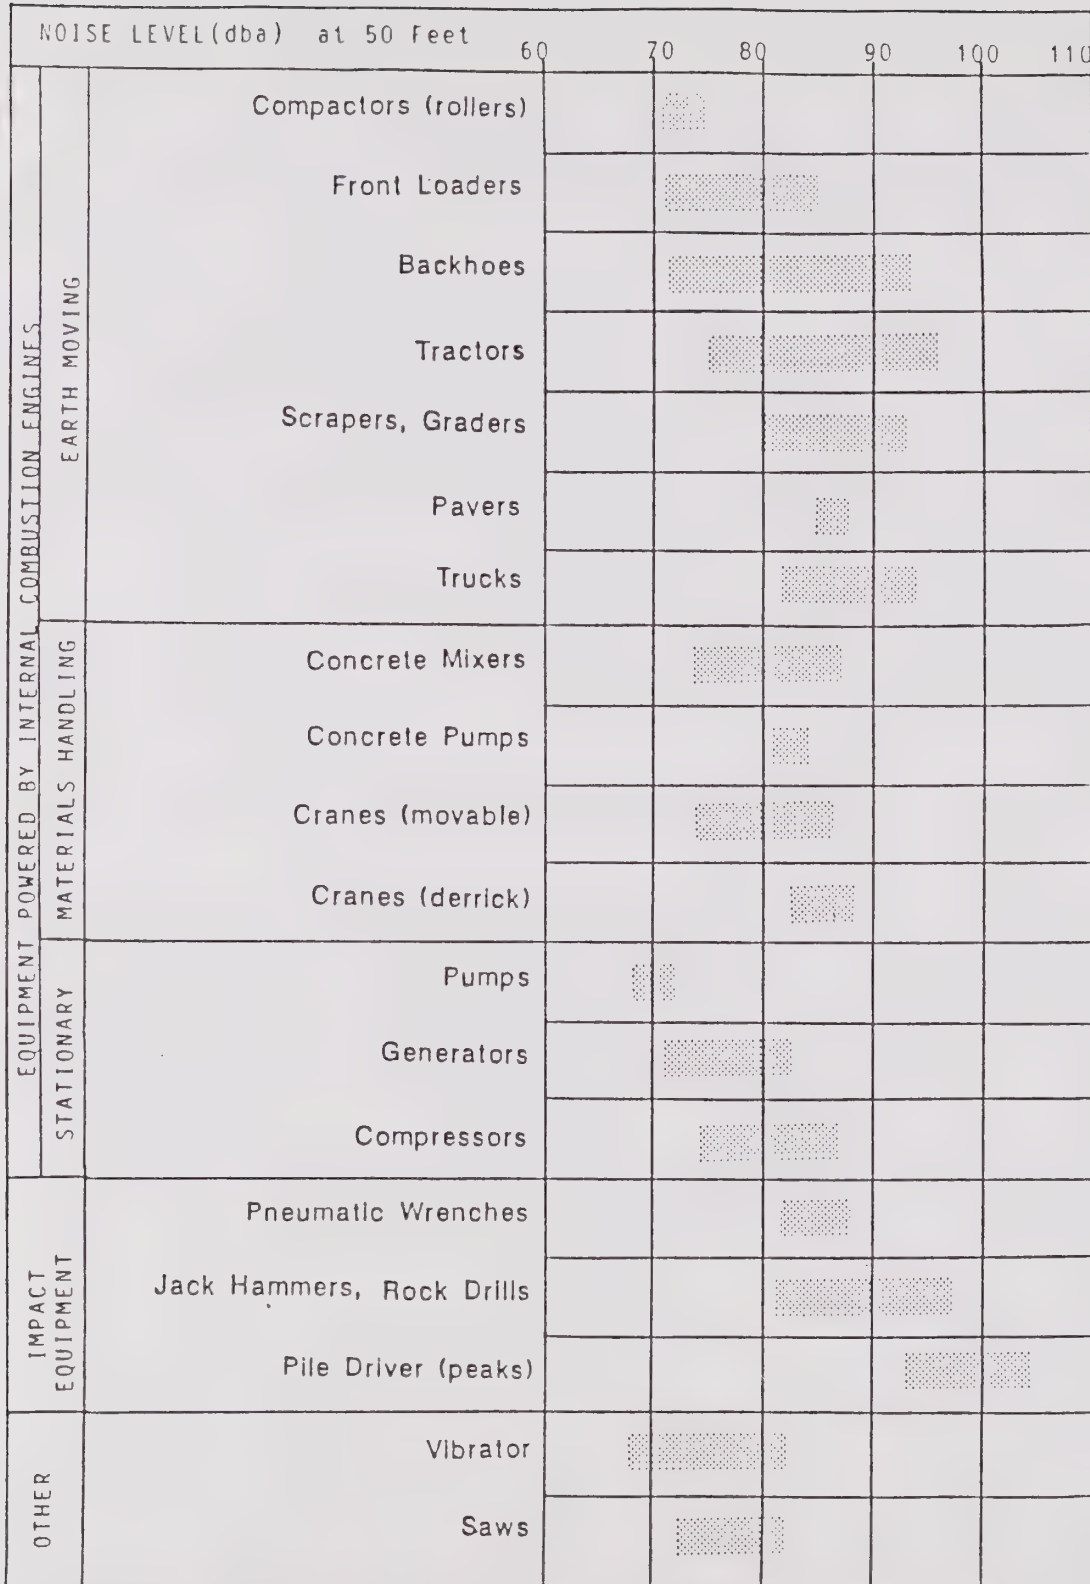 NOISE LEVEL(dba) at 50 Feet
60 70 80 90 100 110
EQUIPMENT POWERED BY INTERNAL COMBUSTION ENGINES
EARTH MOVING
Compactors (rollers)
Front Loaders
Backhoes
Tractors
Scrapers, Graders
Pavers
Trucks
MATERIALS HANDLING
Concrete Mixers
Concrete Pumps
Cranes (movable)
Cranes (derrick)
STATIONARY
Pumps
Generators
Compressors
IMPACT
EQUIPMENT
Pneumatic Wrenches
Jack Hammers, Rock Drills
Pile Driver (peaks)
OTHER
Vibrator
Saws